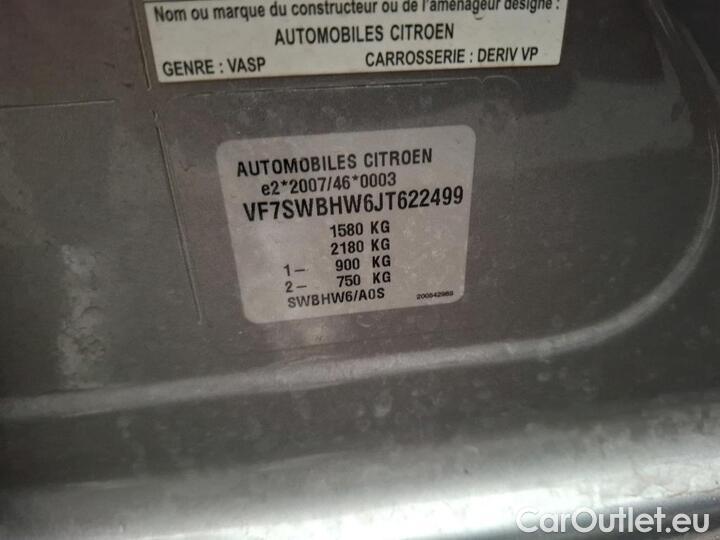 Nom ou marque du constructeur ou de l'aménageur désigné :
AUTOMOBILES CITROEN
GENRE : VASP CARROSSERIE : DERIV VP
AUTOMOBILES CITROEN
e2*2007/46*0003
VF7SWBHW6JT622499
1580 KG
2180 KG
1- 900 KG
2- 750 KG
SWBHW6/A0S
CarOutlet.eu